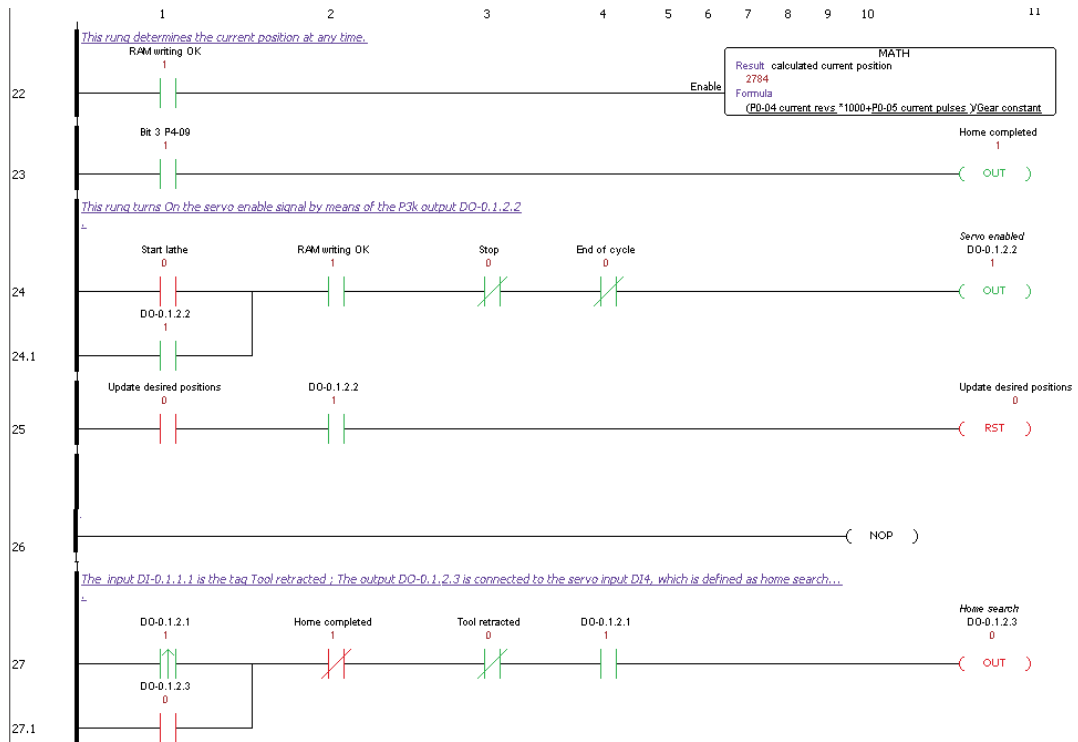 1 2 3 4 5 6 7 8 9 10 11
This rung determines the current position at any time.
RAM writing OK
1
MATH
Result calculated current position
2784
Formula
(P0-04 current revs *1000+P0-05 current pulses )/Gear constant
Enable
22
Bit 3 P4-09
1
Home completed
1
23
( OUT )
This rung turns On the servo enable signal by means of the P3k output DO-0.1.2.2
.
Start lathe
0
RAM writing OK
1
Stop
0
End of cycle
0
Servo enabled
DO-0.1.2.2
1
24
( OUT )
DO-0.1.2.2
1
24.1
Update desired positions
0
DO-0.1.2.2
1
Update desired positions
0
25
( RST )
26
( NOP )
The input DI-0.1.1.1 is the tag Tool retracted ; The output DO-0.1.2.3 is connected to the servo input DI4, which is defined as home search...
.
DO-0.1.2.1
1
Home completed
1
Tool retracted
0
DO-0.1.2.1
1
Home search
DO-0.1.2.3
0
27
( OUT )
DO-0.1.2.3
0
27.1